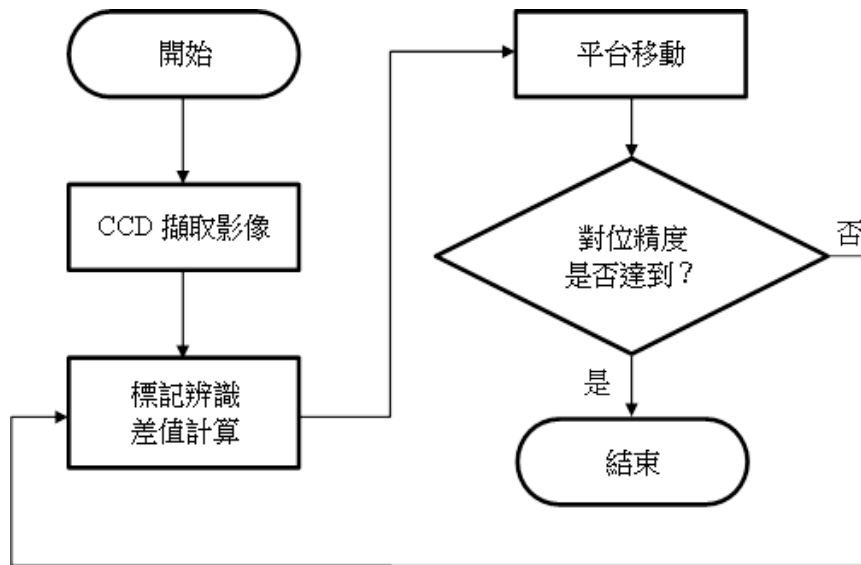 開始
CCD 擷取影像
標記辨識
差值計算
平台移動
對位精度
是否達到？
否
是
結束